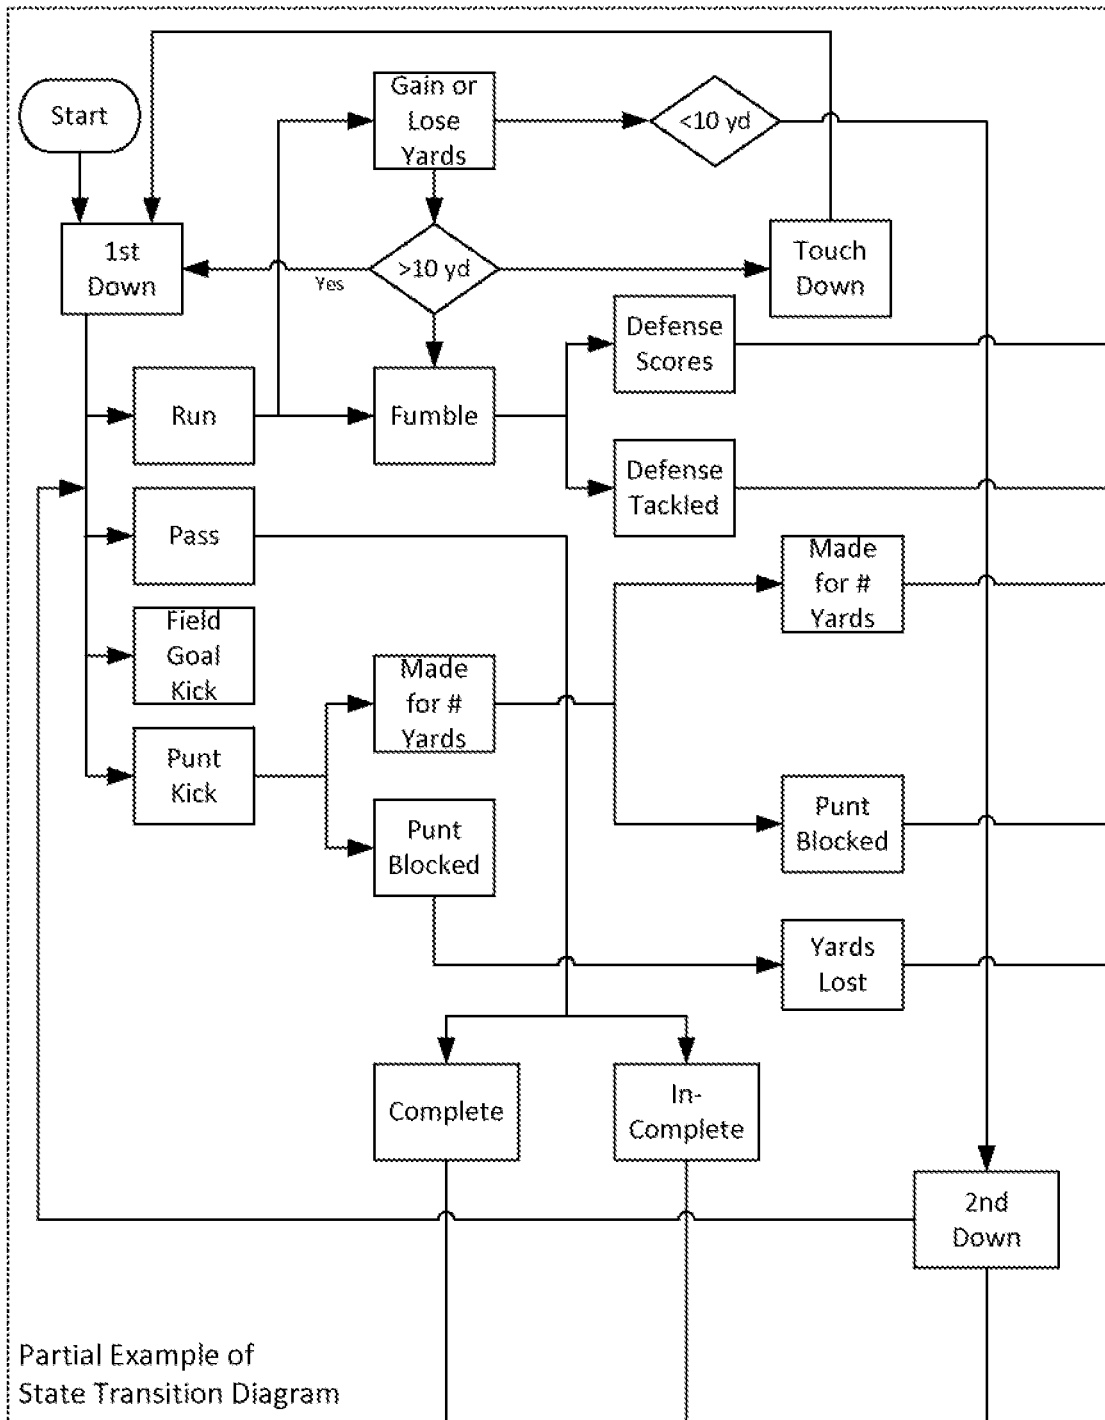 Start
Gain or
Lose
Yards
<10 yd
1st
Down
Yes
>10 yd
Touch
Down
Defense
Scores
Run
Fumble
Defense
Tackled
Pass
Made
for #
Yards
Field
Goal
Kick
Made
for #
Yards
Punt
Kick
Punt
Blocked
Punt
Blocked
Yards
Lost
Complete
In-
Complete
2nd
Down
Partial Example of
State Transition Diagram